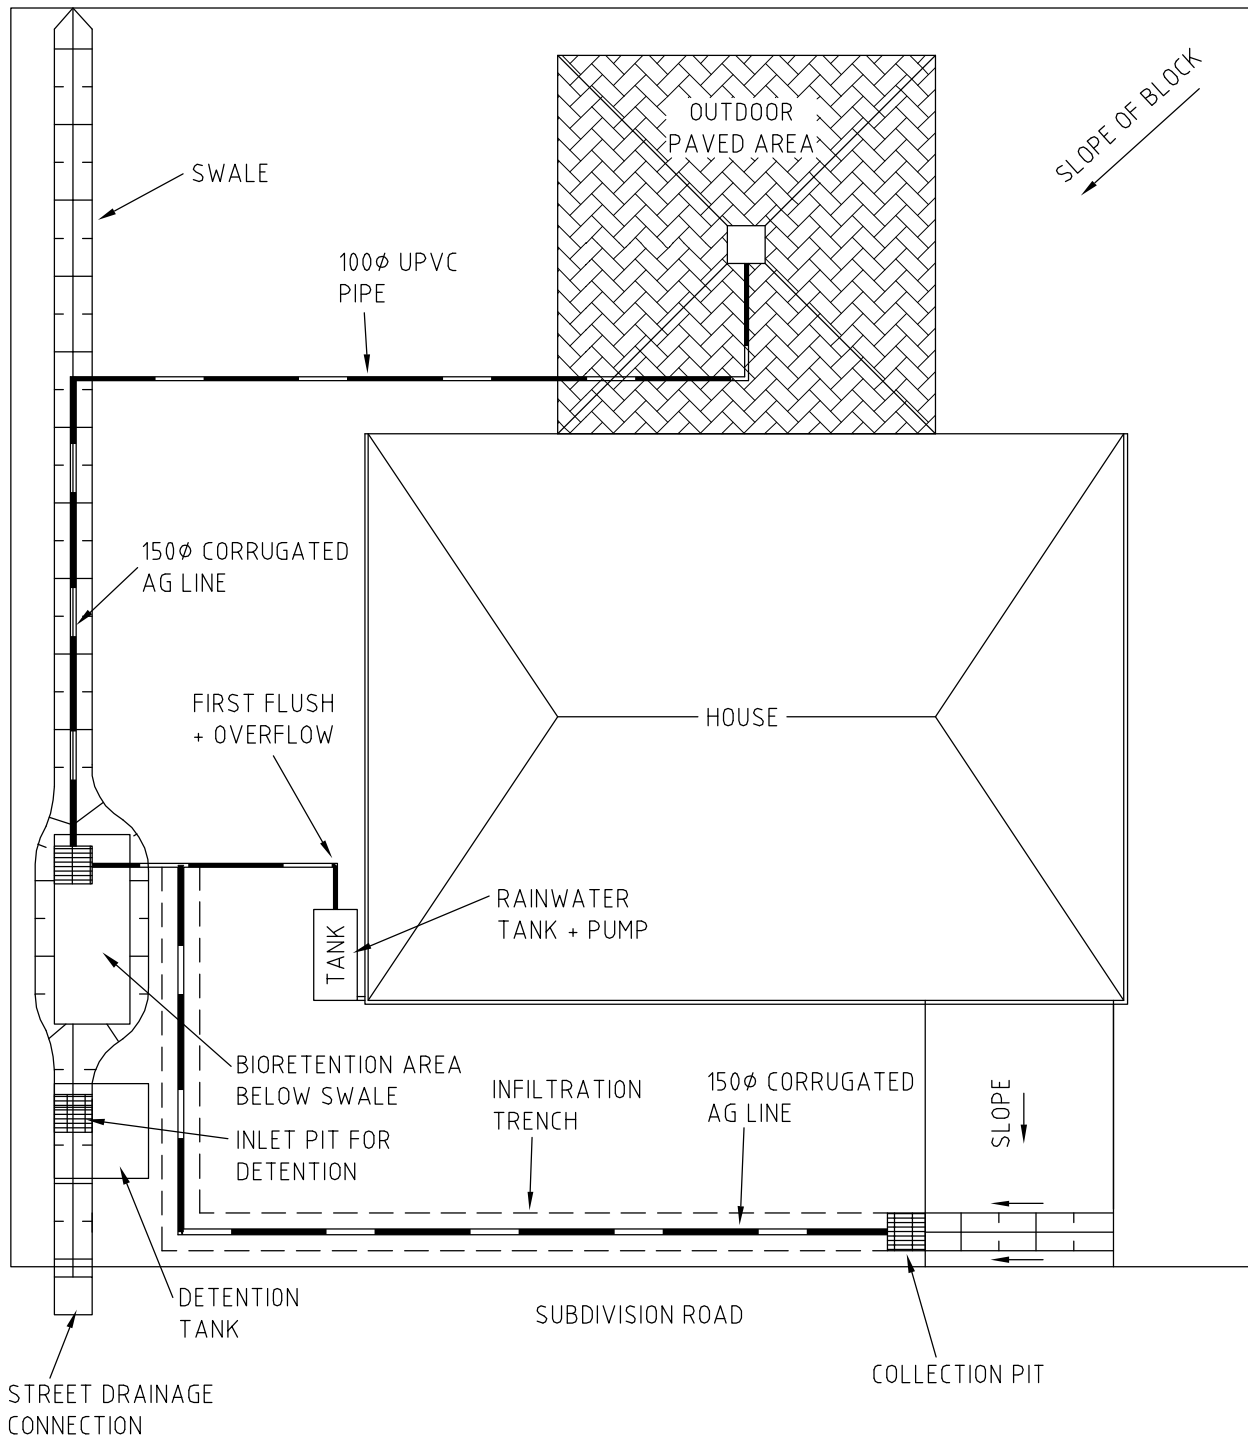 OUTDOOR
PAVED AREA
SLOPE OF BLOCK
SWALE
100Ø UPVC
PIPE
150Ø CORRUGATED
AG LINE
FIRST FLUSH
+ OVERFLOW
HOUSE
RAINWATER
TANK + PUMP
TANK
BIORETENTION AREA
BELOW SWALE
INFILTRATION
TRENCH
150Ø CORRUGATED
AG LINE
SLOPE
INLET PIT FOR
DETENTION
DETENTION
TANK
SUBDIVISION ROAD
COLLECTION PIT
STREET DRAINAGE
CONNECTION